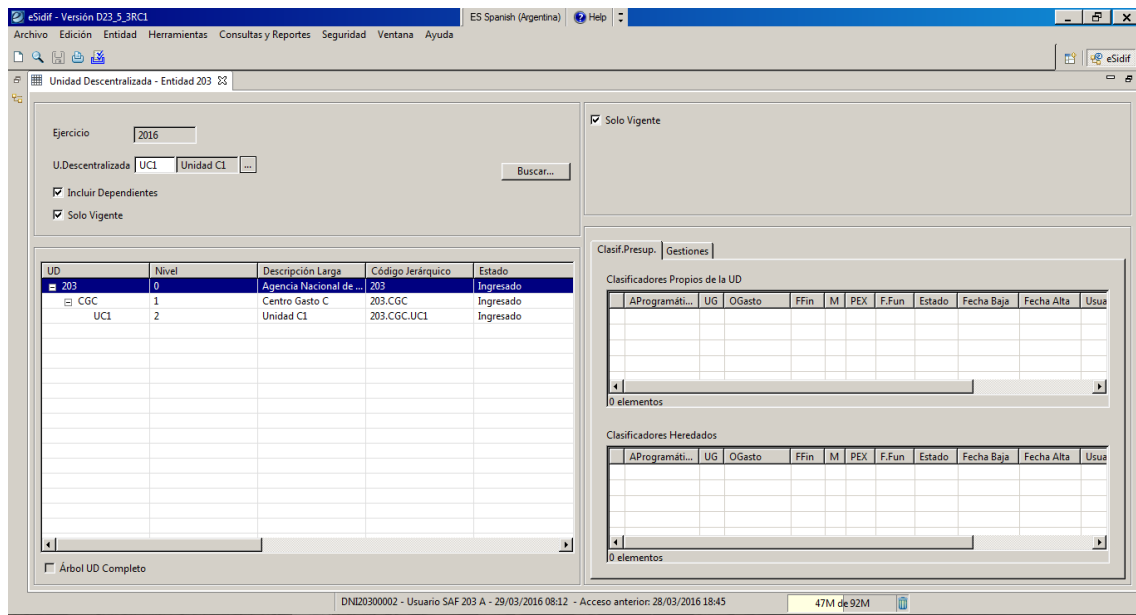 eSidif - Versión D23_5_3RC1
ES Spanish (Argentina) Help
Archivo Edición Entidad Herramientas Consultas y Reportes Seguridad Ventana Ayuda
eSidif
Unidad Descentralizada - Entidad 203
Ejercicio 2016
U.Descentralizada UC1 Unidad C1 ...
Buscar...
Incluir Dependientes
Solo Vigente
Solo Vigente
UD Nivel Descripción Larga Código Jerárquico Estado
203 0 Agencia Nacional de ... 203 Ingresado
CGC 1 Centro Gasto C 203.CGC Ingresado
UC1 2 Unidad C1 203.CGC.UC1 Ingresado
Árbol UD Completo
Clasif.Presup. Gestiones
Clasificadores Propios de la UD
AProgramáti... UG OGasto FFin M PEX F.Fun Estado Fecha Baja Fecha Alta Usua
0 elementos
Clasificadores Heredados
AProgramáti... UG OGasto FFin M PEX F.Fun Estado Fecha Baja Fecha Alta Usua
0 elementos
DNI20300002 - Usuario SAF 203 A - 29/03/2016 08:12 - Acceso anterior: 28/03/2016 18:45
47M de 92M